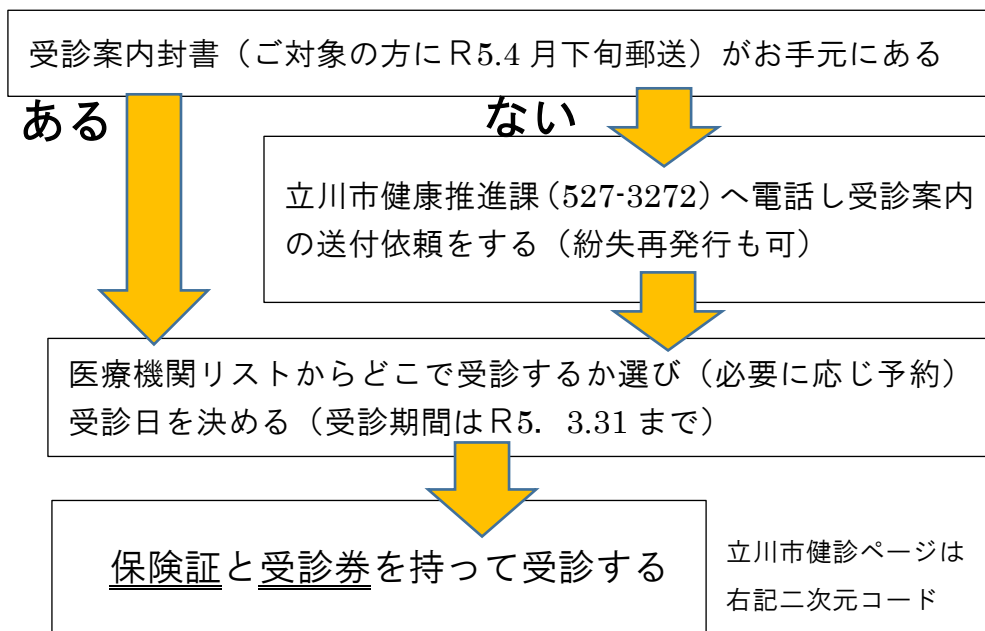 受診案内封書（ご対象の方にＲ5.4月下旬郵送）がお手元にある
ある
ない
立川市健康推進課（527-3272）へ電話し受診案内
の送付依頼をする（紛失再発行も可）
医療機関リストからどこで受診するか選び（必要に応じ予約）
受診日を決める（受診期間はＲ5． 3.31まで）
保険証と受診券を持って受診する
立川市健診ページは
右記二次元コード